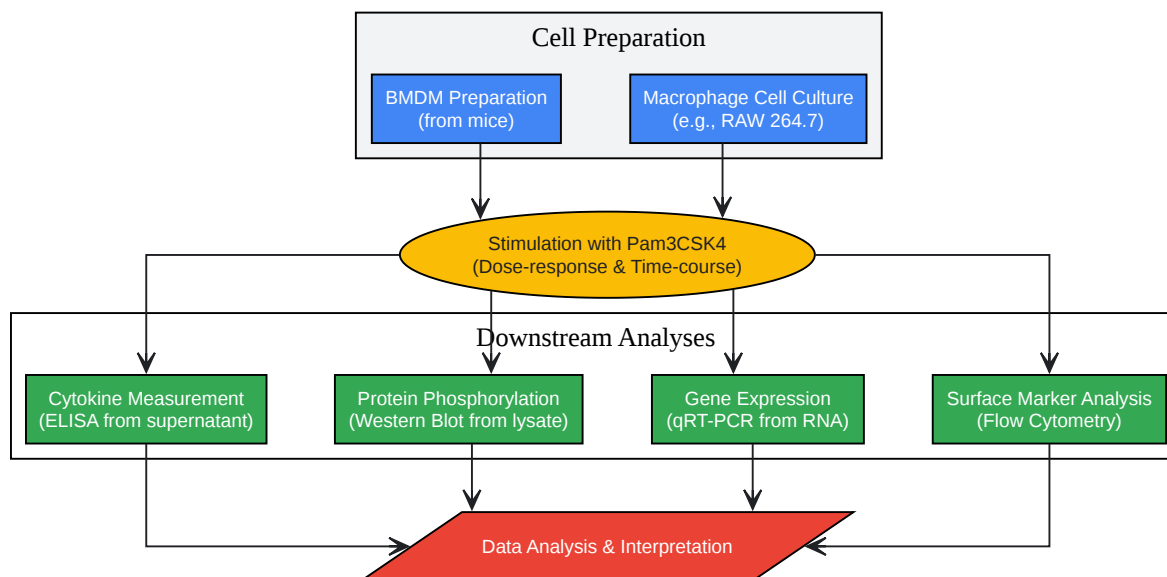 Cell Preparation
BMDM Preparation
(from mice)
Macrophage Cell Culture
(e.g., RAW 264.7)
Stimulation with Pam3CSK4
(Dose-response & Time-course)
Downstream Analyses
Cytokine Measurement
(ELISA from supernatant)
Protein Phosphorylation
(Western Blot from lysate)
Gene Expression
(qRT-PCR from RNA)
Surface Marker Analysis
(Flow Cytometry)
Data Analysis & Interpretation